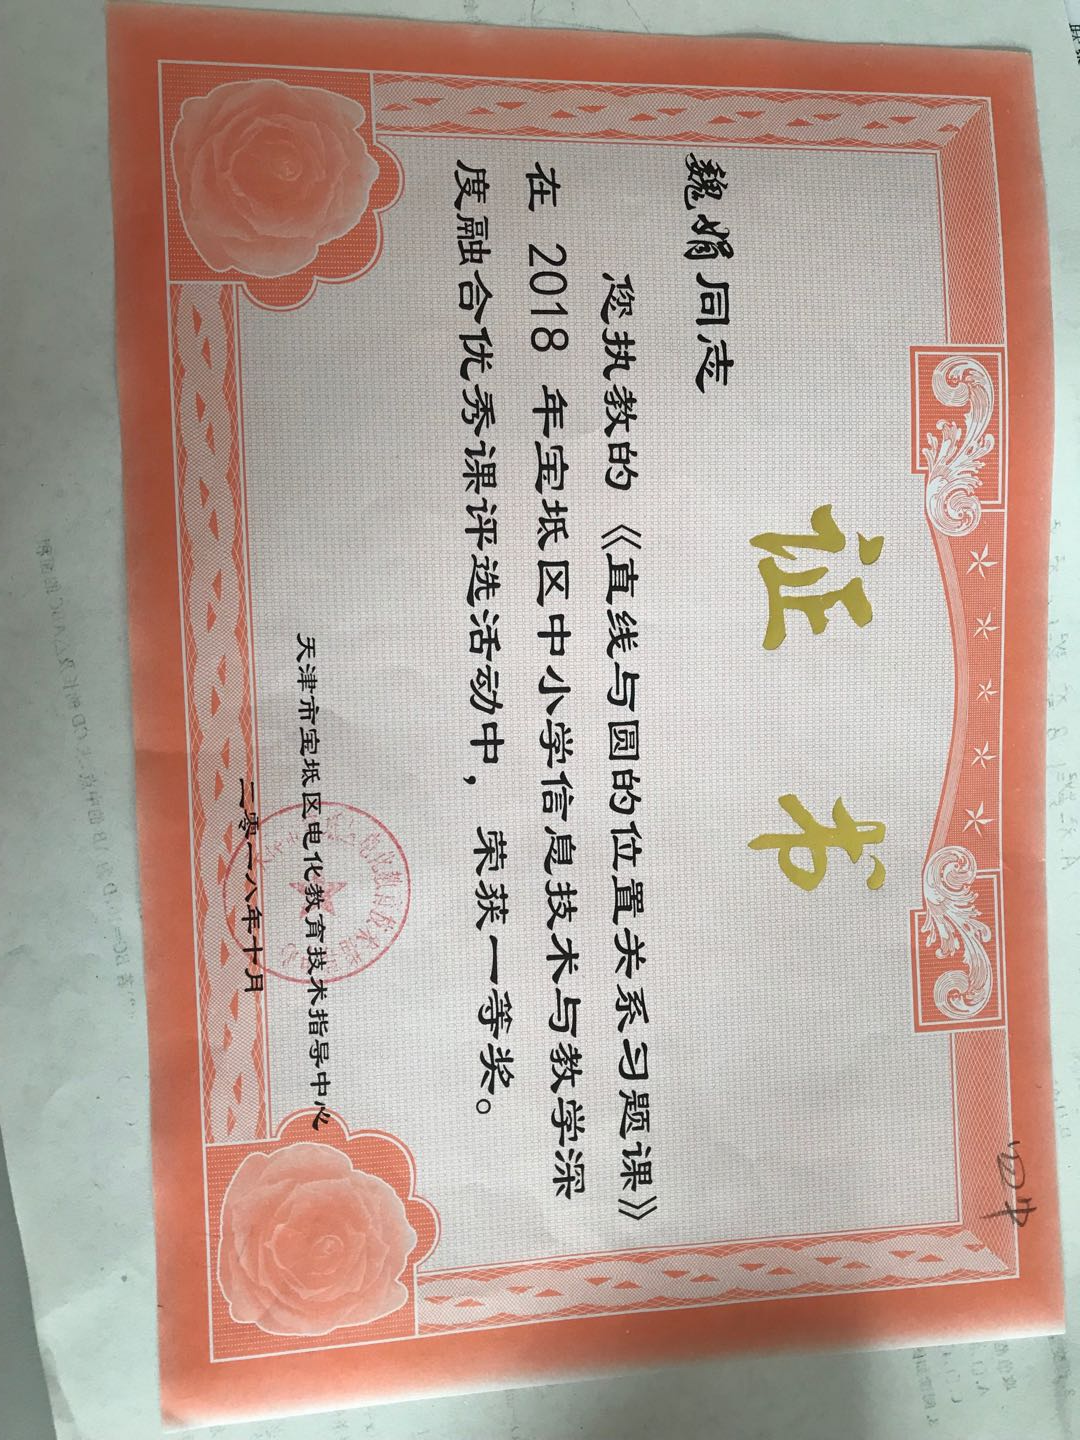 四中
证书
魏娟同志
您执教的《直线与圆的位置关系习题课》
在 2018 年宝坻区中小学信息技术与教学深
度融合优秀课评选活动中，荣获一等奖。
天津市宝坻区电化教育技术指导中心
二零一八年十月